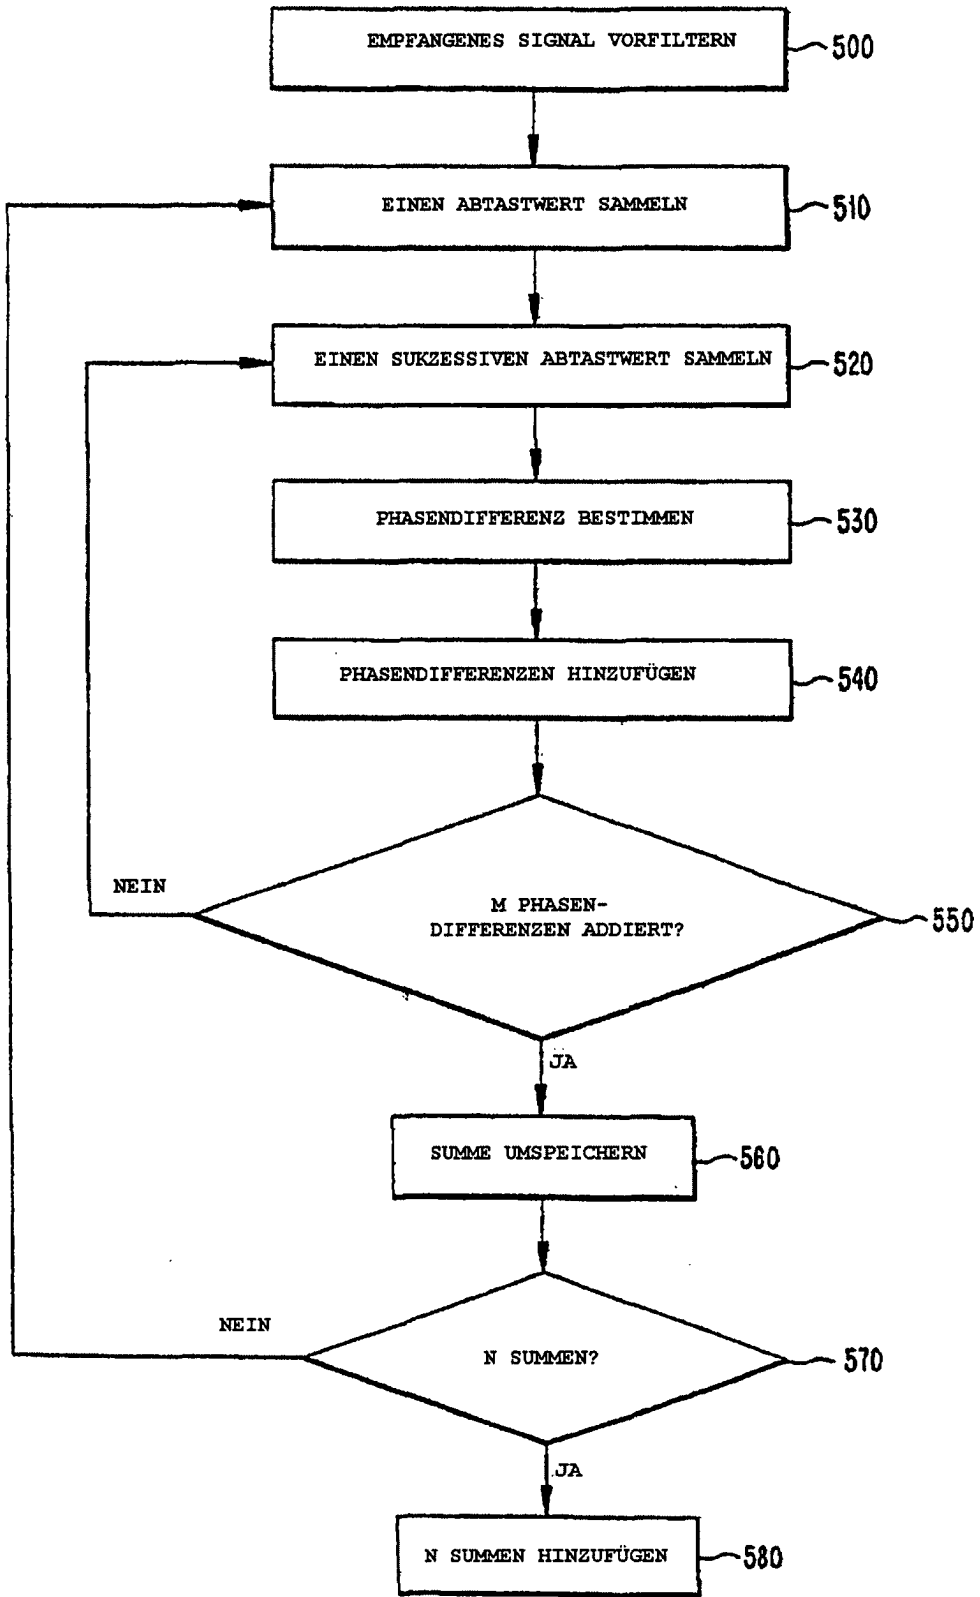 EMPFANGENES SIGNAL VORFILTERN
500
EINEN ABTASTWERT SAMMELN
510
EINEN SUKZESSIVEN ABTASTWERT SAMMELN
520
PHASENDIFFERENZ BESTIMMEN
530
PHASENDIFFERENZEN HINZUFÜGEN
540
NEIN
M PHASEN-
DIFFERENZEN ADDIERT?
550
JA
SUMME UMSPEICHERN
560
NEIN
N SUMMEN?
570
JA
N SUMMEN HINZUFÜGEN
580